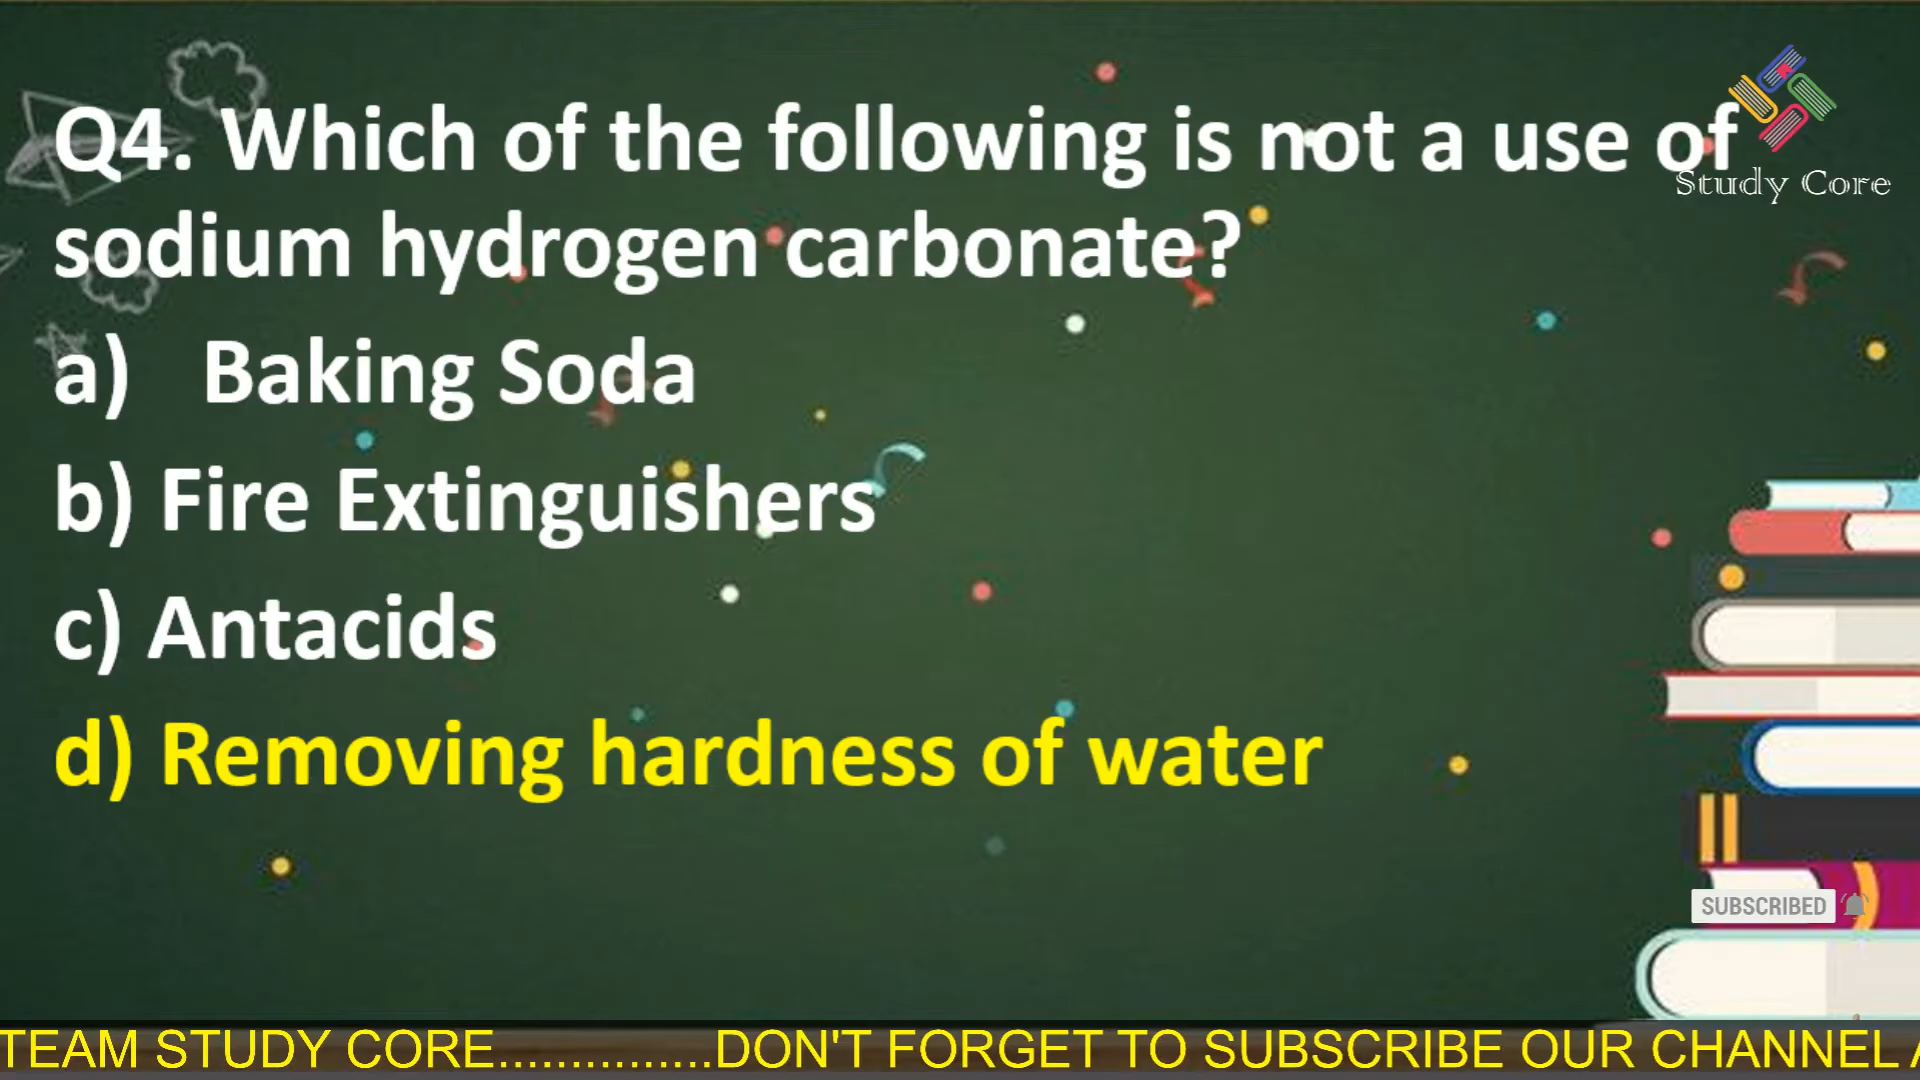 Q4. Which of the following is not a use of
Study Core
sodium hydrogen carbonate?
a) Baking Soda
b) Fire Extinguishers
c) Antacids
d) Removing hardness of water
SUBSCRIBED
TEAM STUDY CORE...............DON'T FORGET TO SUBSCRIBE OUR CHANNEL A